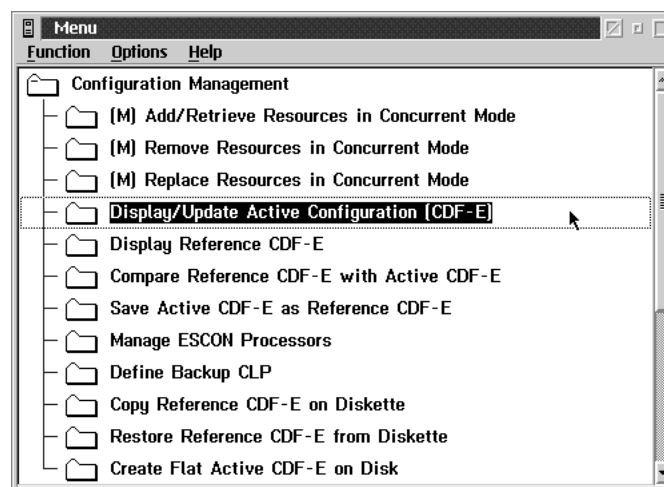 Menu
Function Options Help
Configuration Management
(M) Add/Retrieve Resources in Concurrent Mode
(M) Remove Resources in Concurrent Mode
(M) Replace Resources in Concurrent Mode
Display/Update Active Configuration (CDF-E)
Display Reference CDF-E
Compare Reference CDF-E with Active CDF-E
Save Active CDF-E as Reference CDF-E
Manage ESCON Processors
Define Backup CLP
Copy Reference CDF-E on Diskette
Restore Reference CDF-E from Diskette
Create Flat Active CDF-E on Disk